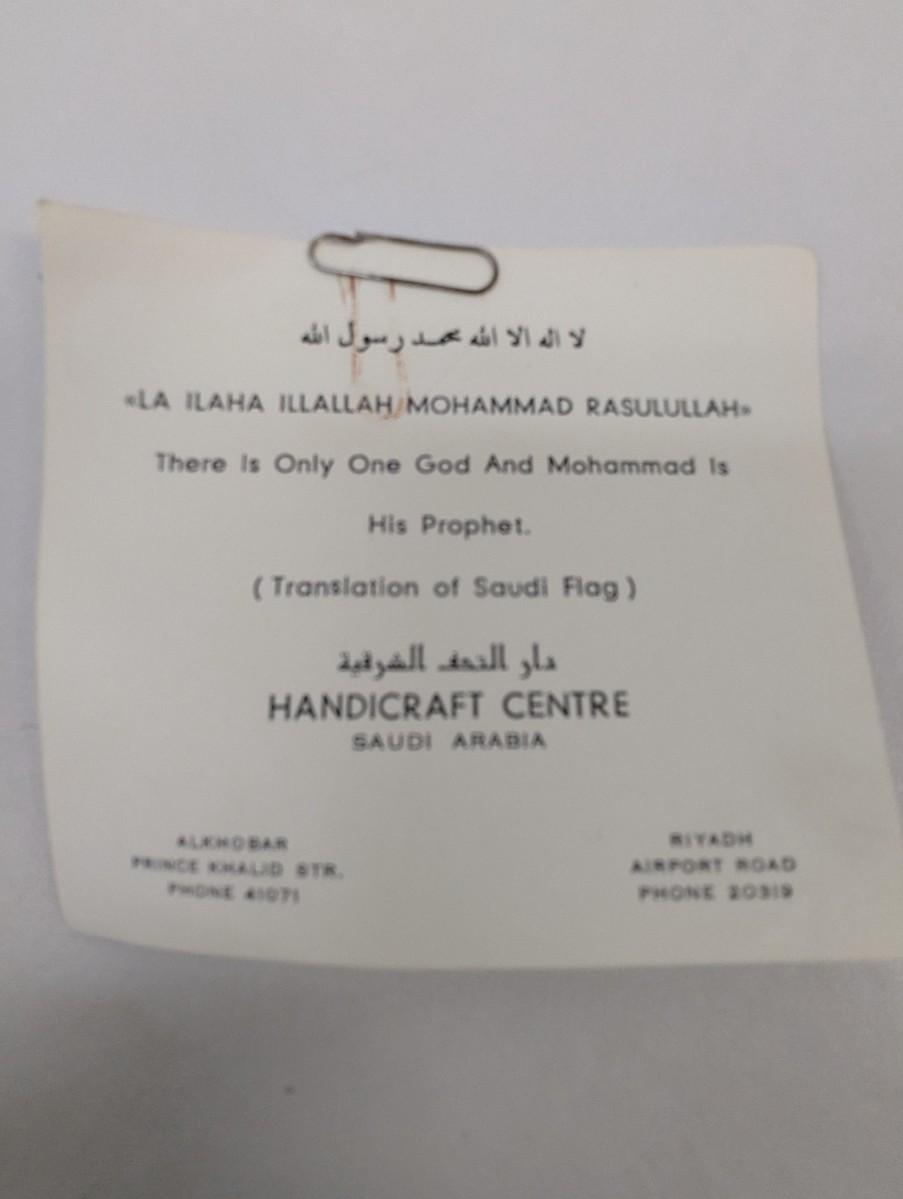 لا اله الا الله محمد رسول الله
«LA ILAHA ILLALLAH MOHAMMAD RASULULLAH»
There Is Only One God And Mohammad Is
His Prophet.
( Translation of Saudi Flag )
دار التحف الشرقية
HANDICRAFT CENTRE
SAUDI ARABIA
ALKHOBAR
PRINCE KHALID STR.
PHONE 41071
RIYADH
AIRPORT ROAD
PHONE 20319